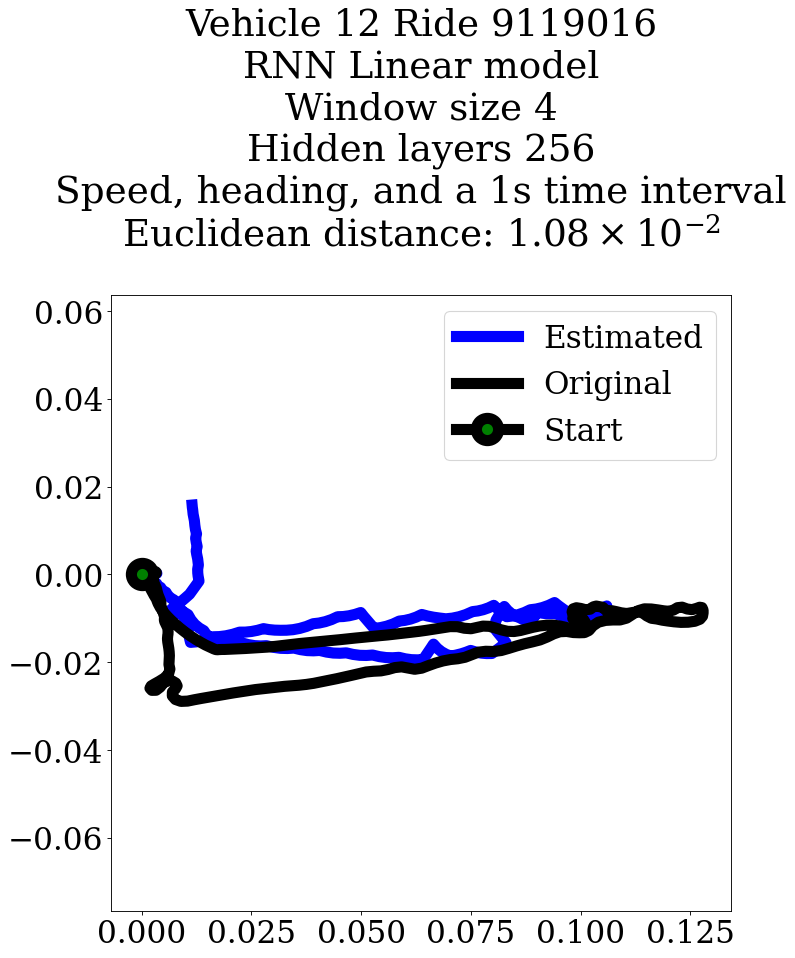 Vehicle 12 Ride 9119016
RNN Linear model
Window size 4
Hidden layers 256
Speed, heading, and a 1s time interval
Euclidean distance: 1.08 × 10⁻²
Estimated
Original
Start
0.06
0.04
0.02
0.00
−0.02
−0.04
−0.06
0.000 0.025 0.050 0.075 0.100 0.125